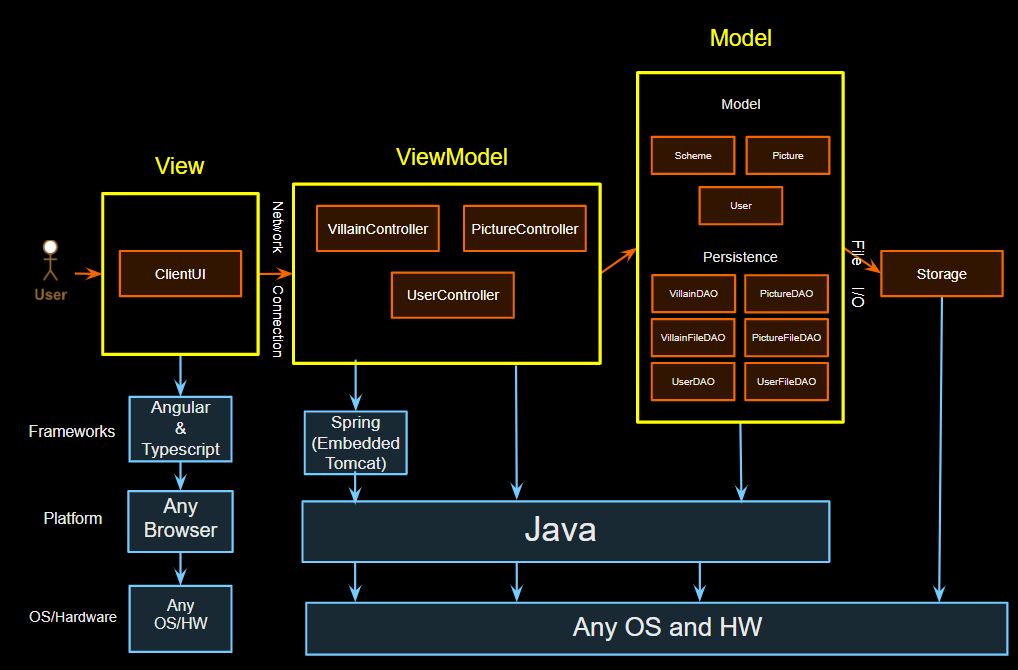 Model
ViewModel
View
Model
Scheme
Picture
User
Persistence
VillainDAO
PictureDAO
VillainFileDAO
PictureFileDAO
UserDAO
UserFileDAO
VillainController
PictureController
UserController
Network
Connection
ClientUI
User
File
I/O
Storage
Frameworks
Angular
&
Typescript
Spring
(Embedded
Tomcat)
Platform
Any
Browser
Java
OS/Hardware
Any
OS/HW
Any OS and HW